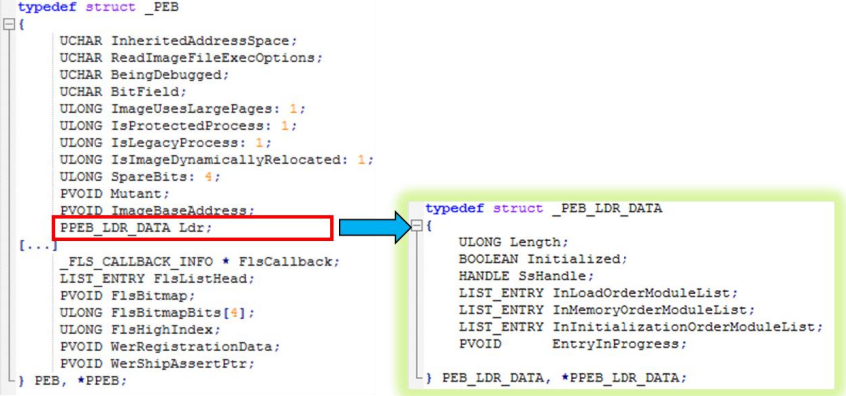 typedef struct _PEB
{
UCHAR InheritedAddressSpace;
UCHAR ReadImageFileExecOptions;
UCHAR BeingDebugged;
UCHAR BitField;
ULONG ImageUsesLargePages: 1;
ULONG IsProtectedProcess: 1;
ULONG IsLegacyProcess: 1;
ULONG IsImageDynamicallyRelocated: 1;
ULONG SpareBits: 4;
PVOID Mutant;
PVOID ImageBaseAddress;
PPEB_LDR_DATA Ldr;
[...]
_FLS_CALLBACK_INFO * FlsCallback;
LIST_ENTRY FlsListHead;
PVOID FlsBitmap;
ULONG FlsBitmapBits[4];
ULONG FlsHighIndex;
PVOID WerRegistrationData;
PVOID WerShipAssertPtr;
} PEB, *PPEB;
typedef struct _PEB_LDR_DATA
{
ULONG Length;
BOOLEAN Initialized;
HANDLE SsHandle;
LIST_ENTRY InLoadOrderModuleList;
LIST_ENTRY InMemoryOrderModuleList;
LIST_ENTRY InInitializationOrderModuleList;
PVOID EntryInProgress;
} PEB_LDR_DATA, *PPEB_LDR_DATA;